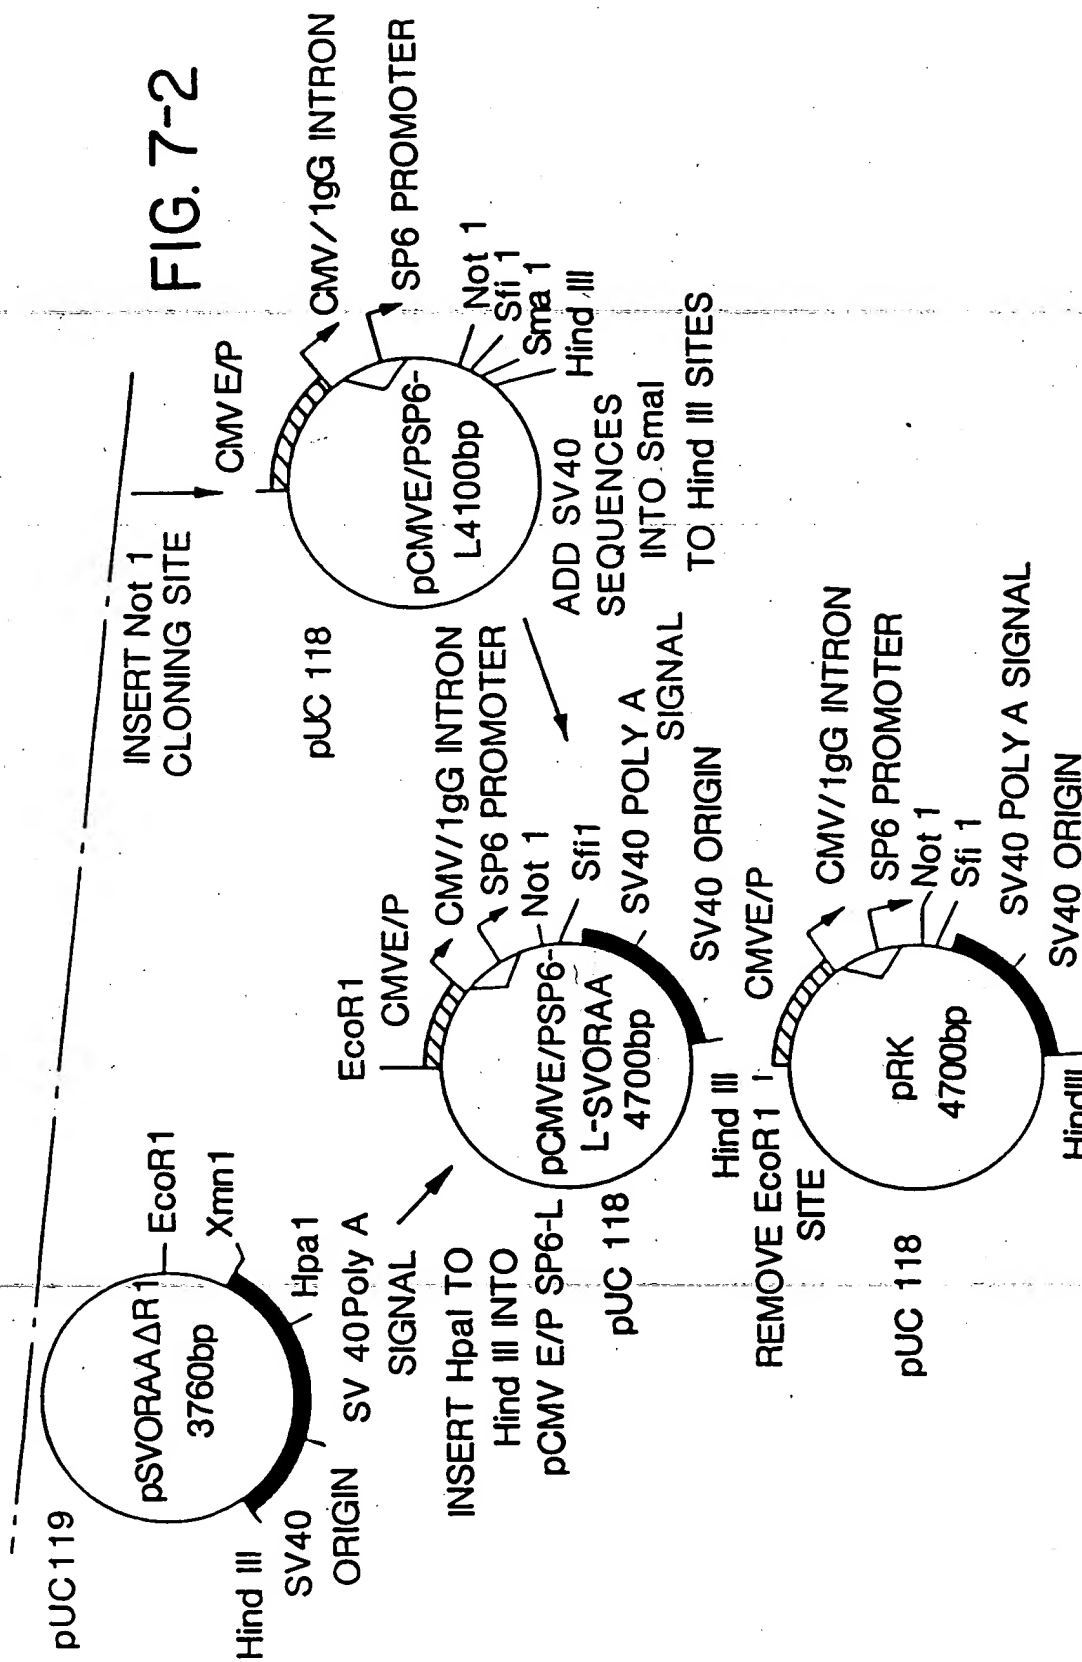 FIG. 7-2
INSERT Not 1
CLONING SITE
pUC119
pSVORAAΔR1
3760bp
EcoR1
Xmn1
Hpa1
SV 40 Poly A
SIGNAL
SV40
ORIGIN
Hind III
INSERT HpaI TO
Hind III INTO
pCMV E/P SP6-L
pUC 118
CMV E/P
CMV/1gG INTRON
SP6 PROMOTER
Not 1
Sfi 1
Sma 1
Hind III
pCMVE/PSP6-
L4100bp
ADD SV40
SEQUENCES
INTO SmaI
TO Hind III SITES
EcoR1
CMVE/P
CMV/1gG INTRON
SP6 PROMOTER
Not 1
Sfi1
SV40 POLY A
SIGNAL
SV40 ORIGIN
Hind III
pCMVE/PSP6-
L-SVORAA
4700bp
pUC 118
REMOVE EcoR1
SITE
CMVE/P
CMV/1gG INTRON
SP6 PROMOTER
Not 1
Sfi 1
SV40 POLY A SIGNAL
SV40 ORIGIN
HindIII
pRK
4700bp
pUC 118